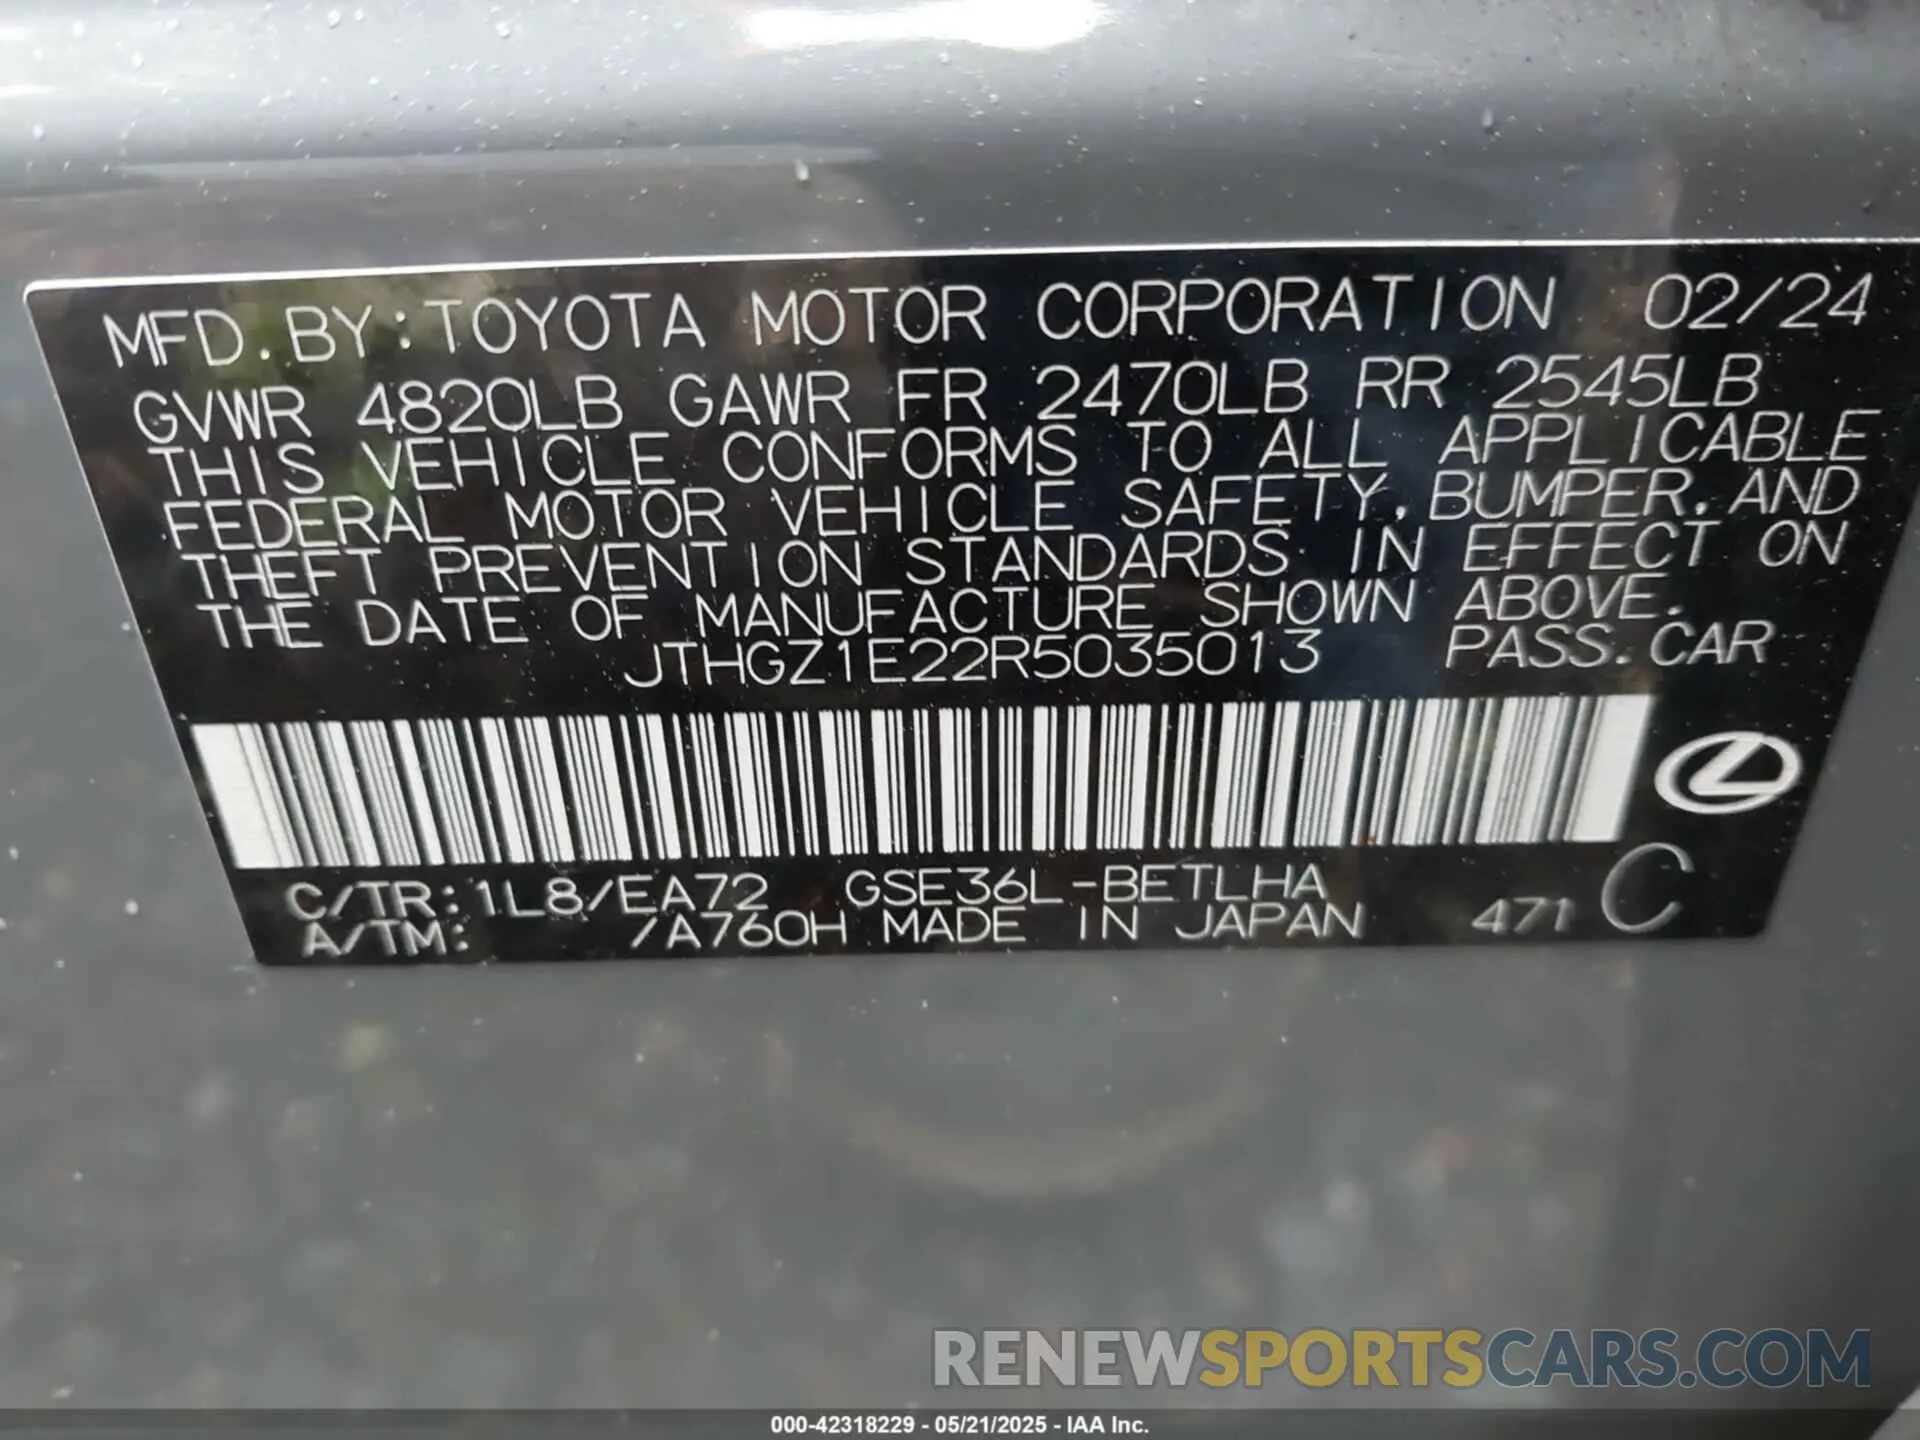 MFD. BY: TOYOTA MOTOR CORPORATION 02/24
GVWR 4820LB GAWR FR 2470LB RR 2545LB
THIS VEHICLE CONFORMS TO ALL APPLICABLE
FEDERAL MOTOR VEHICLE SAFETY, BUMPER, AND
THEFT PREVENTION STANDARDS IN EFFECT ON
THE DATE OF MANUFACTURE SHOWN ABOVE.
JTHGZ1E22R5035013 PASS. CAR
C/TR: 1L8/EA72 GSE36L-BETLHA
A/TM: /A760H MADE IN JAPAN 471 C
RENEWSPORTSCARS.COM
000-42318229 - 05/21/2025 - IAA Inc.